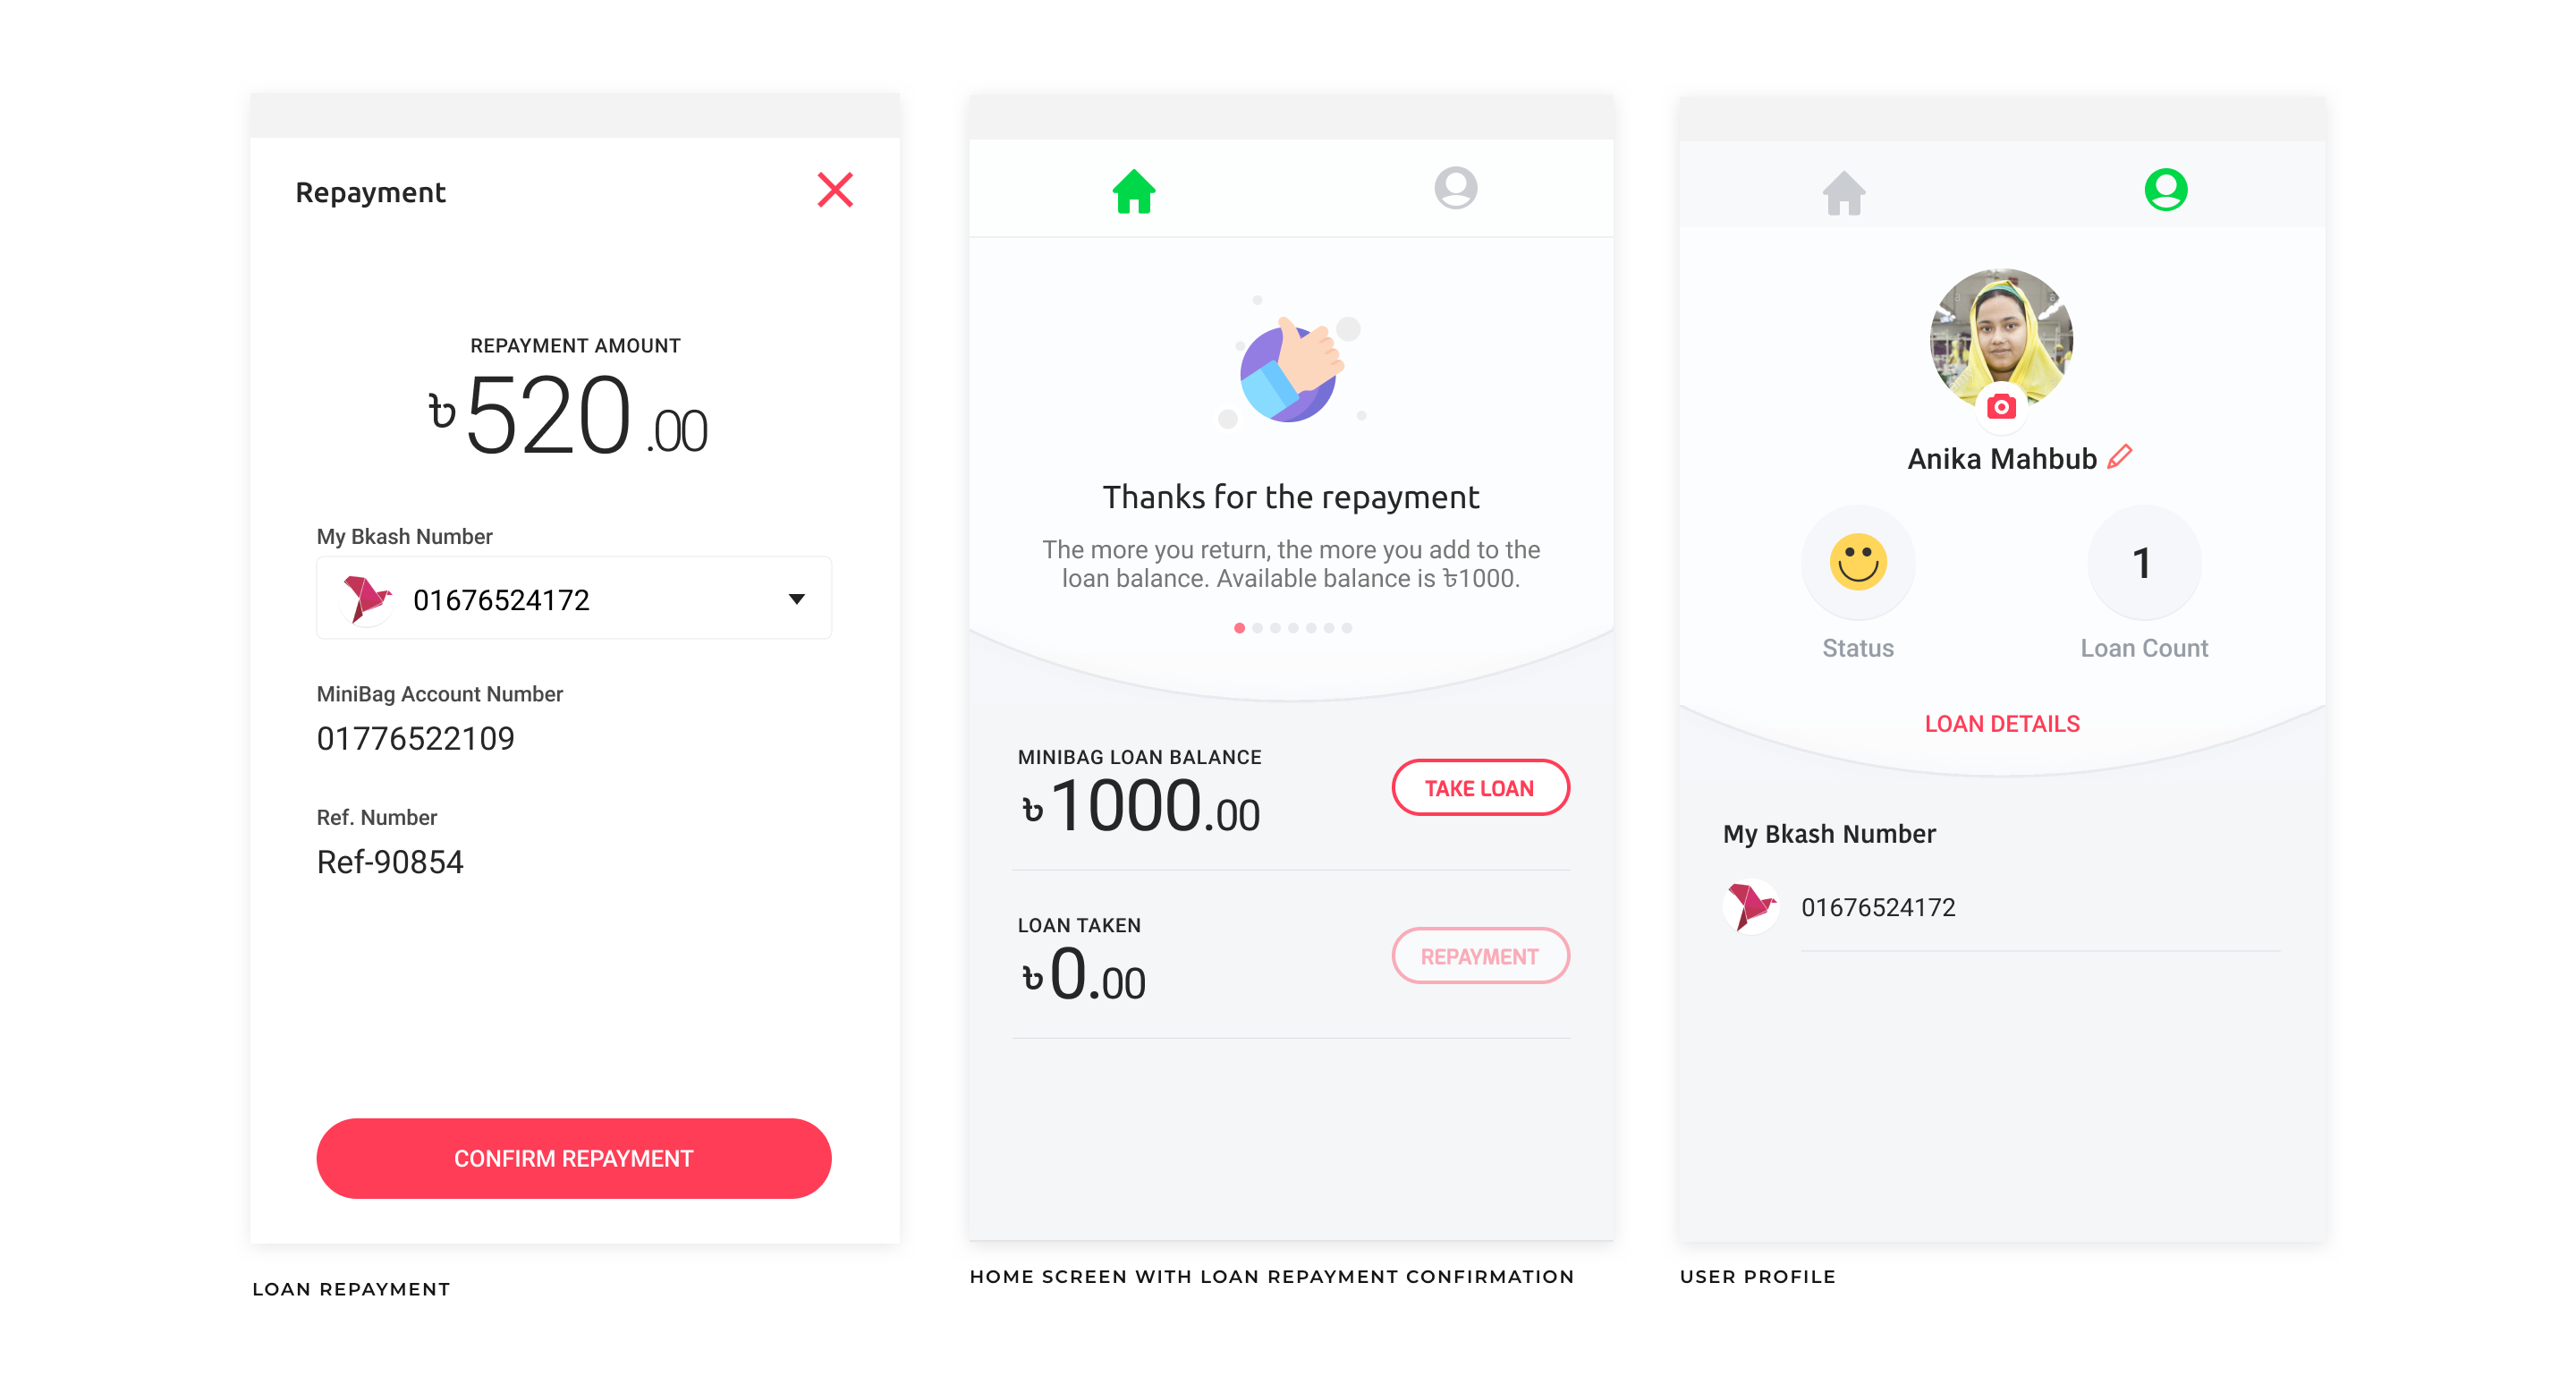 Repayment
REPAYMENT AMOUNT
৳520.00
My Bkash Number
01676524172
MiniBag Account Number
01776522109
Ref. Number
Ref-90854
CONFIRM REPAYMENT
LOAN REPAYMENT
Thanks for the repayment
The more you return, the more you add to the
loan balance. Available balance is ৳1000.
MINIBAG LOAN BALANCE
৳1000.00
TAKE LOAN
LOAN TAKEN
৳0.00
REPAYMENT
HOME SCREEN WITH LOAN REPAYMENT CONFIRMATION
Anika Mahbub
1
Status
Loan Count
LOAN DETAILS
My Bkash Number
01676524172
USER PROFILE